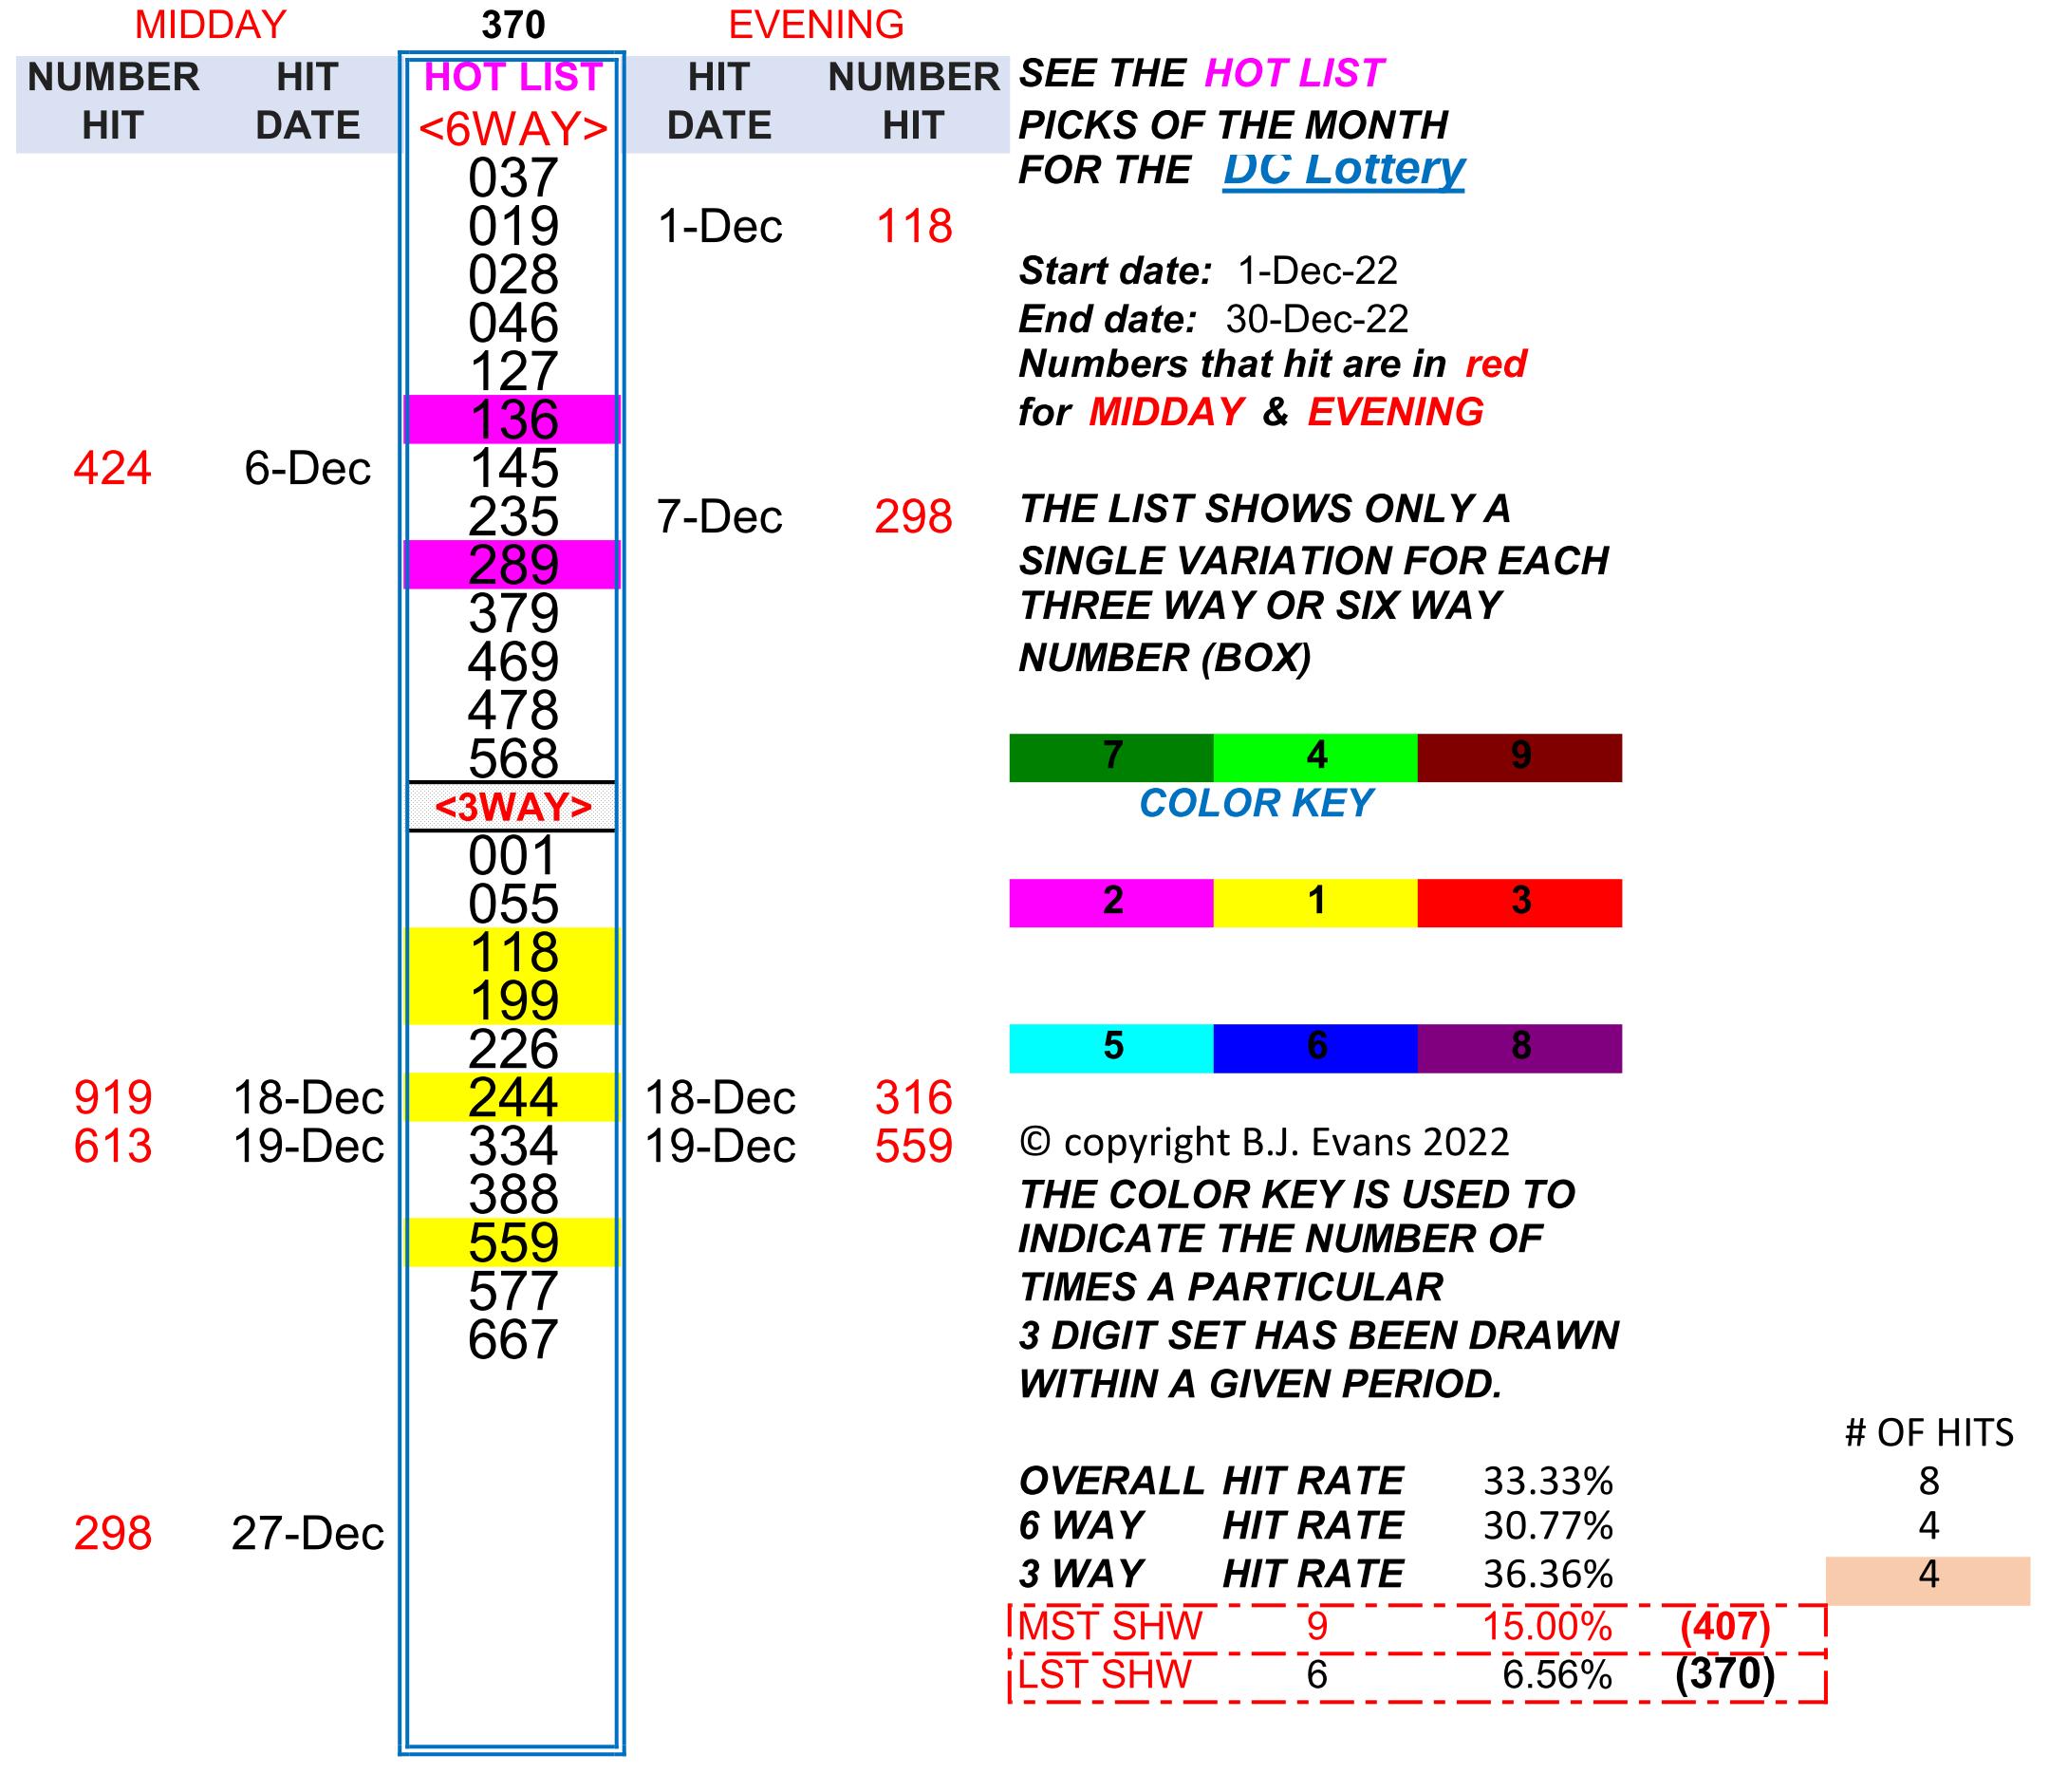 MIDDAY 370 EVENING
NUMBER HIT HOT LIST HIT NUMBER SEE THE HOT LIST
HIT DATE <6WAY> DATE HIT PICKS OF THE MONTH
037 FOR THE DC Lottery
019 1-Dec 118
028 Start date: 1-Dec-22
046 End date: 30-Dec-22
127 Numbers that hit are in red
136 for MIDDAY & EVENING
424 6-Dec 145
235 7-Dec 298 THE LIST SHOWS ONLY A
289 SINGLE VARIATION FOR EACH
379 THREE WAY OR SIX WAY
469 NUMBER (BOX)
478
568 7 4 9
<3WAY> COLOR KEY
001
055 2 1 3
118
199
226 5 6 8
919 18-Dec 244 18-Dec 316
613 19-Dec 334 19-Dec 559 © copyright B.J. Evans 2022
388 THE COLOR KEY IS USED TO
559 INDICATE THE NUMBER OF
577 TIMES A PARTICULAR
667 3 DIGIT SET HAS BEEN DRAWN
WITHIN A GIVEN PERIOD.
# OF HITS
OVERALL HIT RATE 33.33% 8
298 27-Dec 6 WAY HIT RATE 30.77% 4
3 WAY HIT RATE 36.36% 4
MST SHW 9 15.00% (407)
LST SHW 6 6.56% (370)